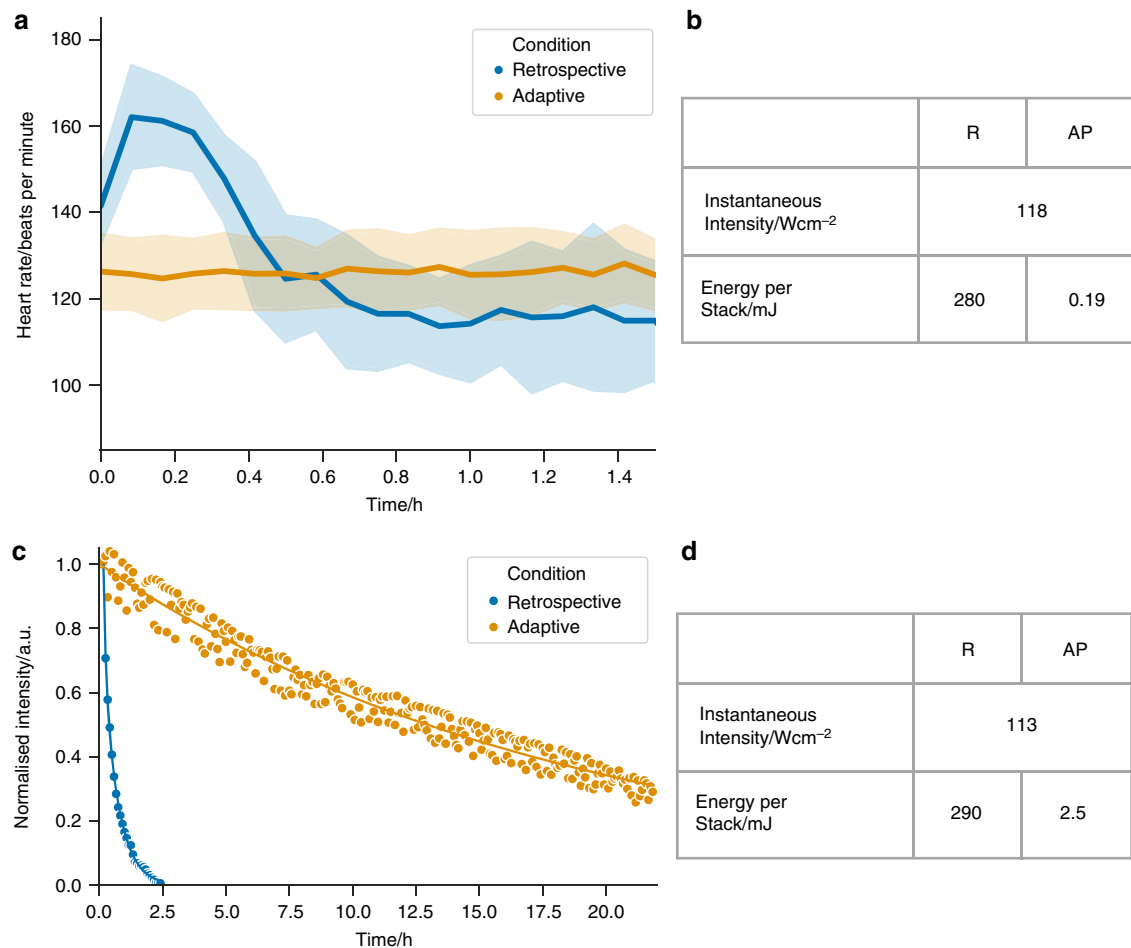 a
180
160
140
120
100
Heart rate/beats per minute
Condition
Retrospective
Adaptive
0.0 0.2 0.4 0.6 0.8 1.0 1.2 1.4
Time/h
b
R AP
Instantaneous
Intensity/Wcm⁻²
118
Energy per
Stack/mJ
280 0.19
c
1.0
0.8
0.6
0.4
0.2
0.0
Normalised intensity/a.u.
Condition
Retrospective
Adaptive
0.0 2.5 5.0 7.5 10.0 12.5 15.0 17.5 20.0
Time/h
d
R AP
Instantaneous
Intensity/Wcm⁻²
113
Energy per
Stack/mJ
290 2.5